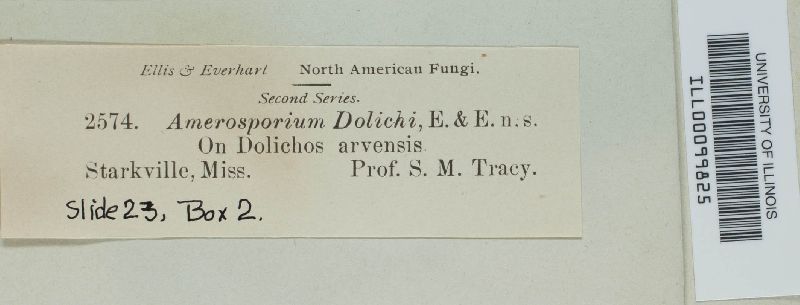 Ellis & Everhart North American Fungi.
Second Series.
2574. Amerosporium Dolichi, E. & E. n. s.
On Dolichos arvensis.
Starkville, Miss. Prof. S. M. Tracy.
Slide 23, Box 2.
UNIVERSITY OF ILLINOIS
ILL00099825